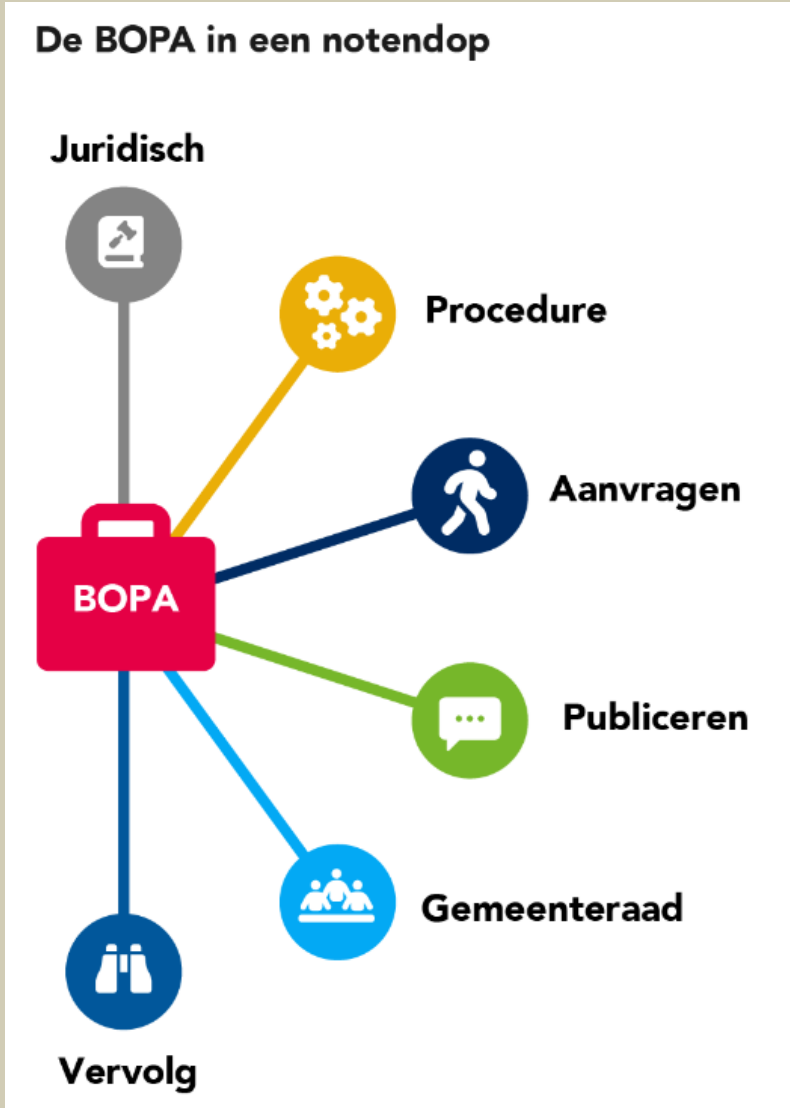 De BOPA in een notendop
Juridisch
Procedure
Aanvragen
BOPA
Publiceren
Gemeenteraad
Vervolg